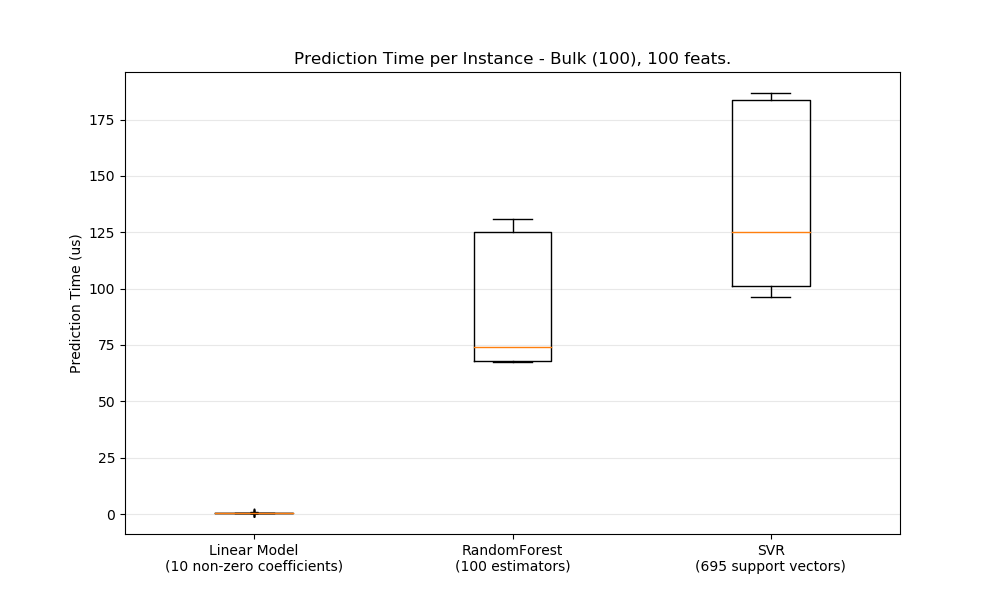 Prediction Time per Instance - Bulk (100), 100 feats.
Prediction Time (us)
175
150
125
100
75
50
25
0
Linear Model
(10 non-zero coefficients)
RandomForest
(100 estimators)
SVR
(695 support vectors)